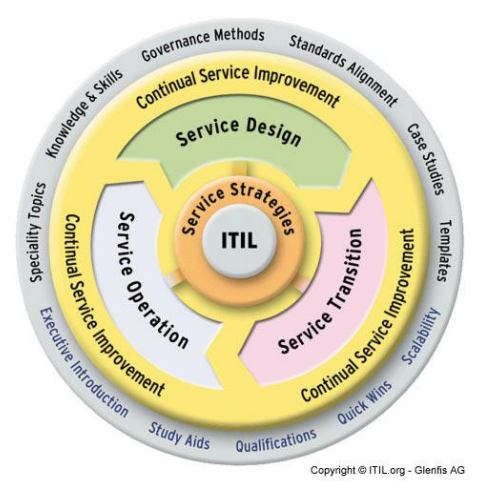 Governance Methods
Standards Alignment
Case Studies
Templates
Scalability
Quick Wins
Qualifications
Study Aids
Executive Introduction
Speciality Topics
Knowledge & Skills
Continual Service Improvement
Continual Service Improvement
Continual Service Improvement
Service Design
Service Transition
Service Operation
Service Strategies
ITIL
Copyright © ITIL.org - Glenfis AG